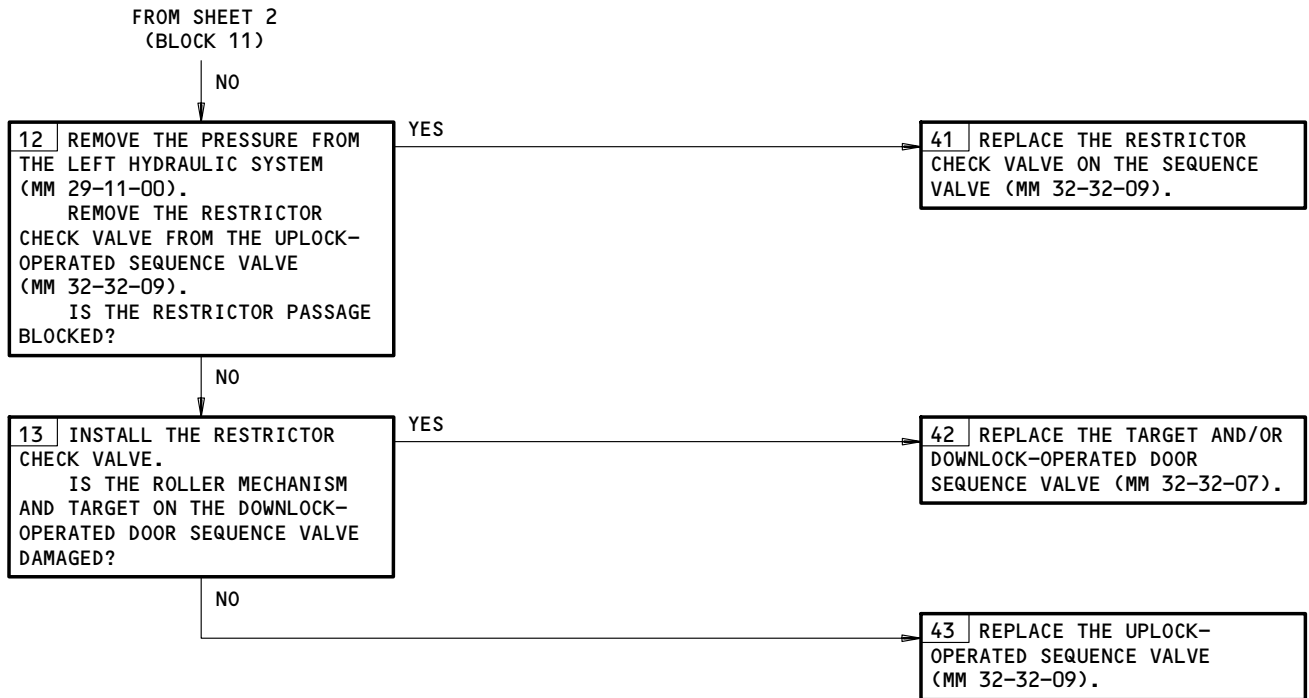 FROM SHEET 2
(BLOCK 11)
NO
12 REMOVE THE PRESSURE FROM
THE LEFT HYDRAULIC SYSTEM
(MM 29-11-00).
REMOVE THE RESTRICTOR
CHECK VALVE FROM THE UPLOCK-
OPERATED SEQUENCE VALVE
(MM 32-32-09).
IS THE RESTRICTOR PASSAGE
BLOCKED?
YES
41 REPLACE THE RESTRICTOR
CHECK VALVE ON THE SEQUENCE
VALVE (MM 32-32-09).
NO
13 INSTALL THE RESTRICTOR
CHECK VALVE.
IS THE ROLLER MECHANISM
AND TARGET ON THE DOWNLOCK-
OPERATED DOOR SEQUENCE VALVE
DAMAGED?
YES
42 REPLACE THE TARGET AND/OR
DOWNLOCK-OPERATED DOOR
SEQUENCE VALVE (MM 32-32-07).
NO
43 REPLACE THE UPLOCK-
OPERATED SEQUENCE VALVE
(MM 32-32-09).